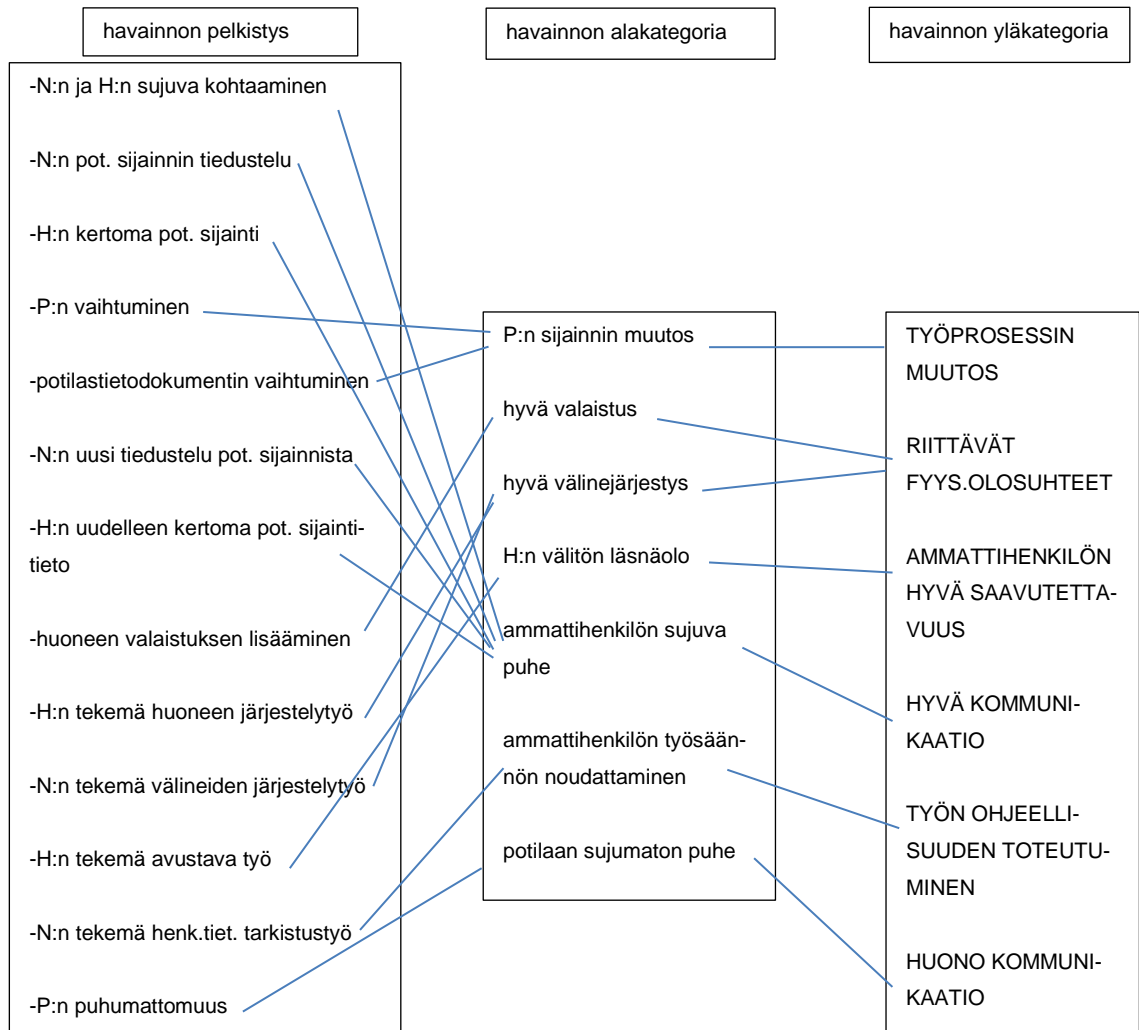 havainnon pelkistys
havainnon alakategoria
havainnon yläkategoria
-N:n ja H:n sujuva kohtaaminen
-N:n pot. sijainnin tiedustelu
-H:n kertoma pot. sijainti
-P:n vaihtuminen
-potilastietodokumentin vaihtuminen
-N:n uusi tiedustelu pot. sijainnista
-H:n uudelleen kertoma pot. sijainti-
tieto
-huoneen valaistuksen lisääminen
-H:n tekemä huoneen järjestelytyö
-N:n tekemä välineiden järjestelytyö
-H:n tekemä avustava työ
-N:n tekemä henk.tiet. tarkistustyö
-P:n puhumattomuus
P:n sijainnin muutos
hyvä valaistus
hyvä välinejärjestys
H:n välitön läsnäolo
ammattihenkilön sujuva
puhe
ammattihenkilön työsään-
nön noudattaminen
potilaan sujumaton puhe
TYÖPROSESSIN
MUUTOS
RIITTÄVÄT
FYYS.OLOSUHTEET
AMMATTIHENKILÖN
HYVÄ SAAVUTETTA-
VUUS
HYVÄ KOMMUNI-
KAATIO
TYÖN OHJEELLI-
SUUDEN TOTEUTU-
MINEN
HUONO KOMMUNI-
KAATIO